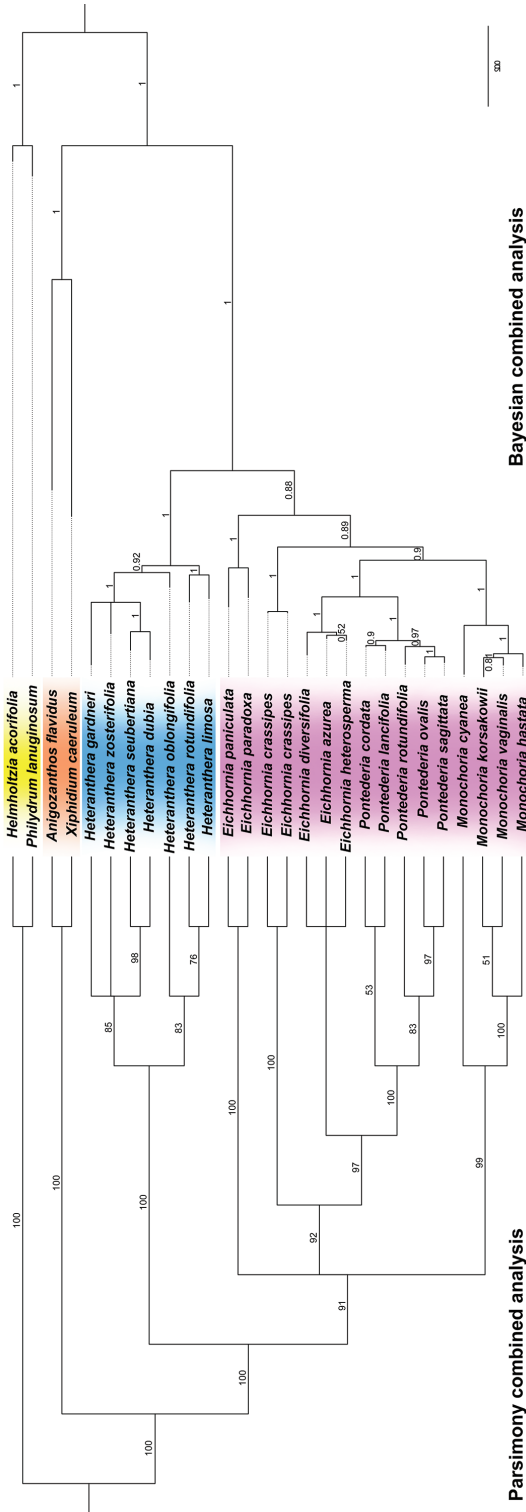 Helmholtzia acorifolia
Philydrum lanuginosum
Anigozanthos flavidus
Xiphidium caeruleum
Heteranthera gardneri
Heteranthera zosterifolia
Heteranthera seubertiana
Heteranthera dubia
Heteranthera oblongifolia
Heteranthera rotundifolia
Heteranthera limosa
Eichhornia paniculata
Eichhornia paradoxa
Eichhornia crassipes
Eichhornia crassipes
Eichhornia diversifolia
Eichhornia azurea
Eichhornia heterosperma
Pontederia cordata
Pontederia lancifolia
Pontederia rotundifolia
Pontederia ovalis
Pontederia sagittata
Monochoria cyanea
Monochoria korsakowii
Monochoria vaginalis
Monochoria hastata
Parsimony combined analysis
100
100
100
100
100
85
98
83
76
91
100
92
100
97
100
53
83
97
99
100
51
Bayesian combined analysis
1
1
1
1
1
1
0.92
1
1
1
0.88
1
0.89
1
0.9
1
1
0.52
1
0.9
0.97
1
1
1
0.81